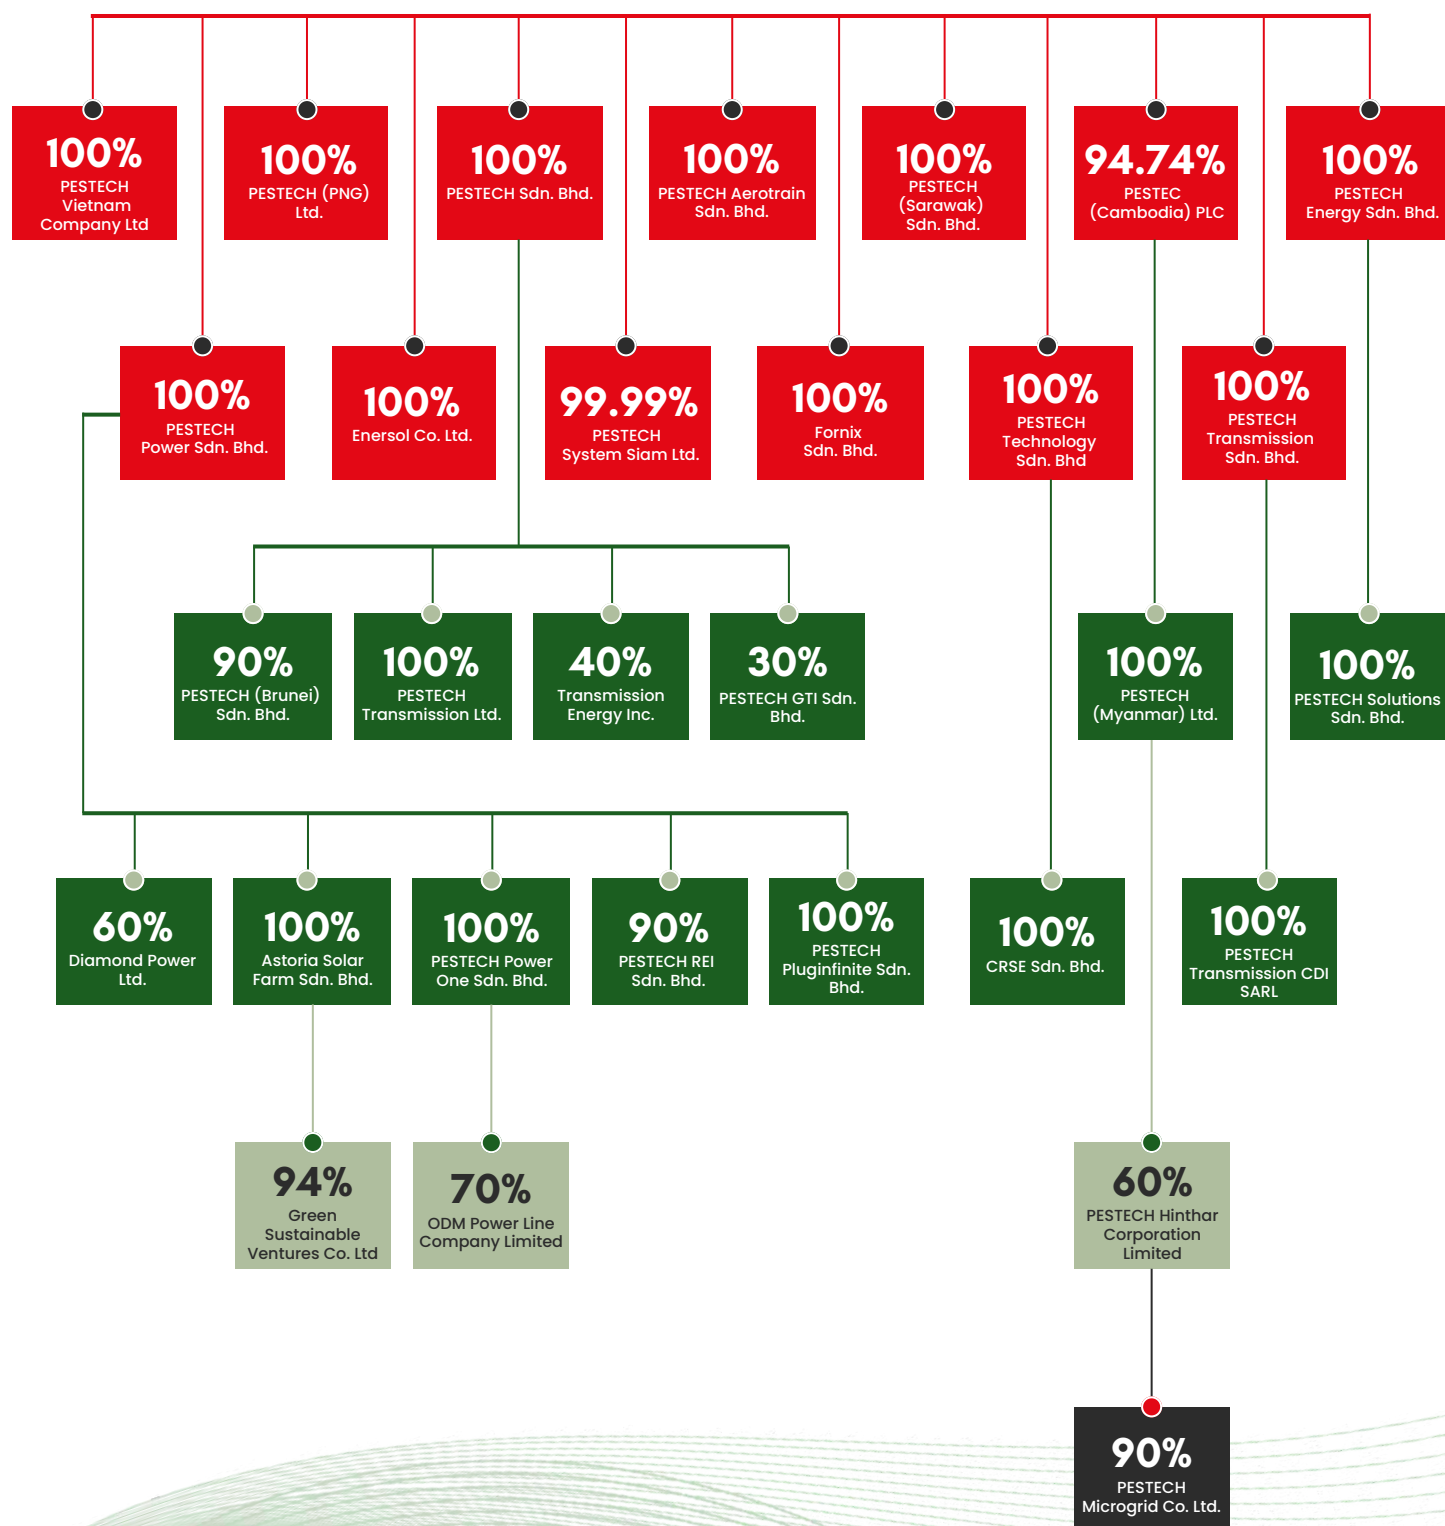 100%
PESTECH
Vietnam
Company Ltd
100%
PESTECH (PNG)
Ltd.
100%
PESTECH Sdn. Bhd.
100%
PESTECH Aerotrain
Sdn. Bhd.
100%
PESTECH
(Sarawak)
Sdn. Bhd.
94.74%
PESTEC
(Cambodia) PLC
100%
PESTECH
Energy Sdn. Bhd.
100%
PESTECH
Power Sdn. Bhd.
100%
Enersol Co. Ltd.
99.99%
PESTECH
System Siam Ltd.
100%
Fornix
Sdn. Bhd.
100%
PESTECH
Technology
Sdn. Bhd
100%
PESTECH
Transmission
Sdn. Bhd.
90%
PESTECH (Brunei)
Sdn. Bhd.
100%
PESTECH
Transmission Ltd.
40%
Transmission
Energy Inc.
30%
PESTECH GTI Sdn.
Bhd.
100%
PESTECH
(Myanmar) Ltd.
100%
PESTECH Solutions
Sdn. Bhd.
60%
Diamond Power
Ltd.
100%
Astoria Solar
Farm Sdn. Bhd.
100%
PESTECH Power
One Sdn. Bhd.
90%
PESTECH REI
Sdn. Bhd.
100%
PESTECH
Pluginfinite Sdn.
Bhd.
100%
CRSE Sdn. Bhd.
100%
PESTECH
Transmission CDI
SARL
94%
Green
Sustainable
Ventures Co. Ltd
70%
ODM Power Line
Company Limited
60%
PESTECH Hinthar
Corporation
Limited
90%
PESTECH
Microgrid Co. Ltd.